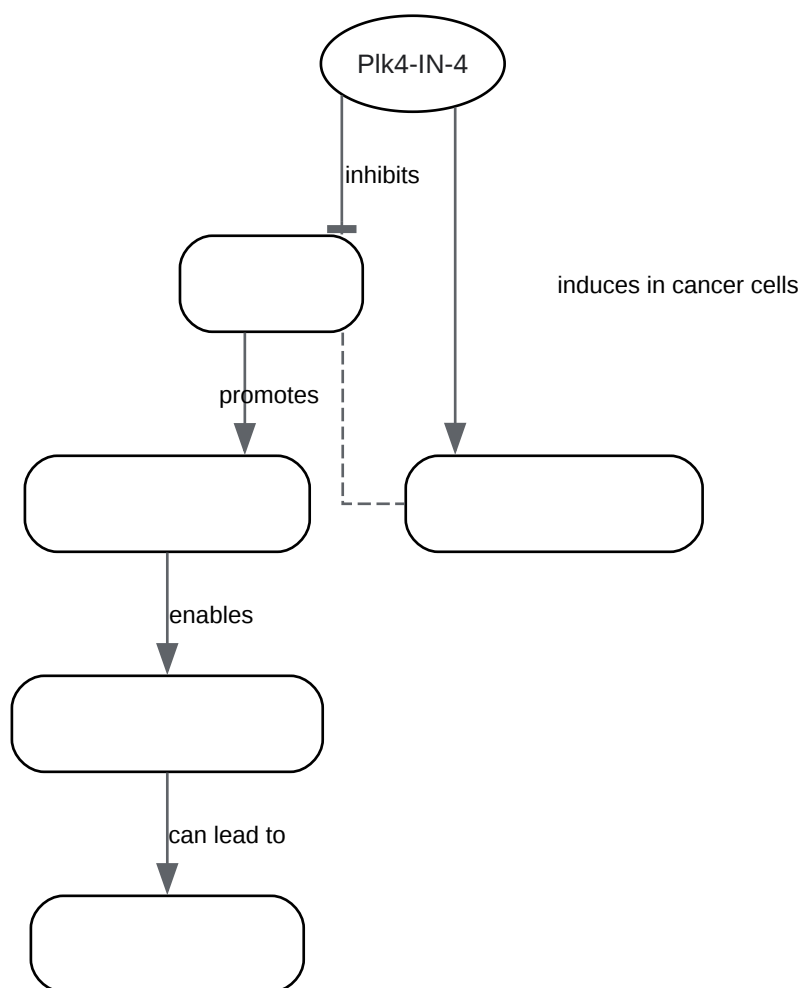 Plk4-IN-4
inhibits
induces in cancer cells
promotes
enables
can lead to